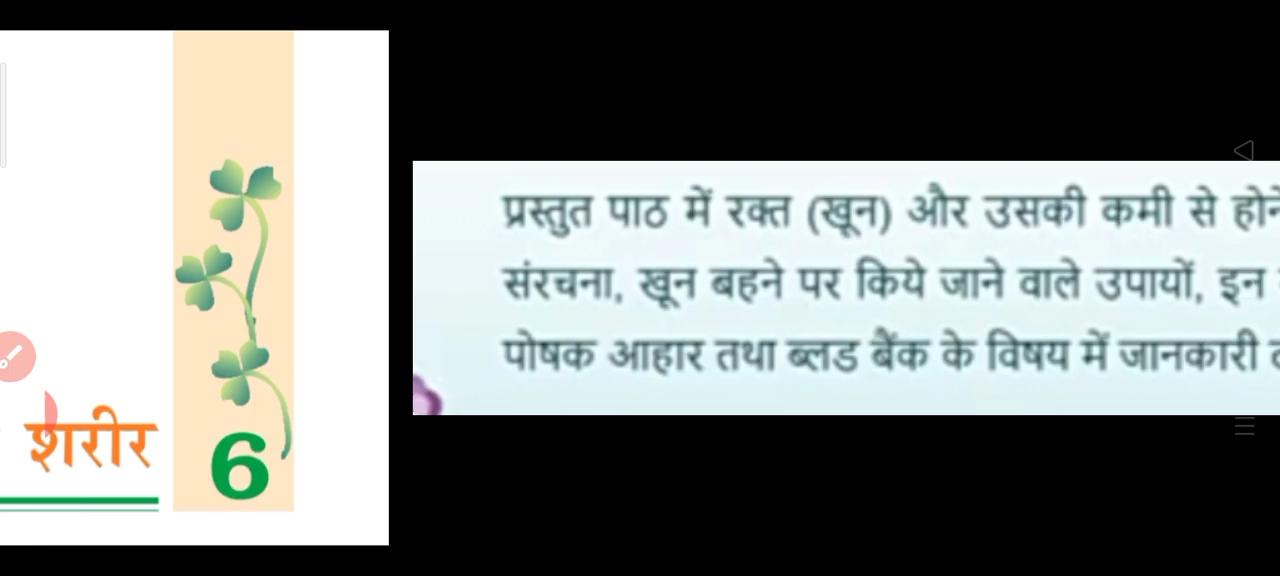 शरीर
6
प्रस्तुत पाठ में रक्त (खून) और उसकी कमी से
संरचना, खून बहने पर किये जाने वाले उपायों, इन
पोषक आहार तथा ब्लड बैंक के विषय में जानकारी